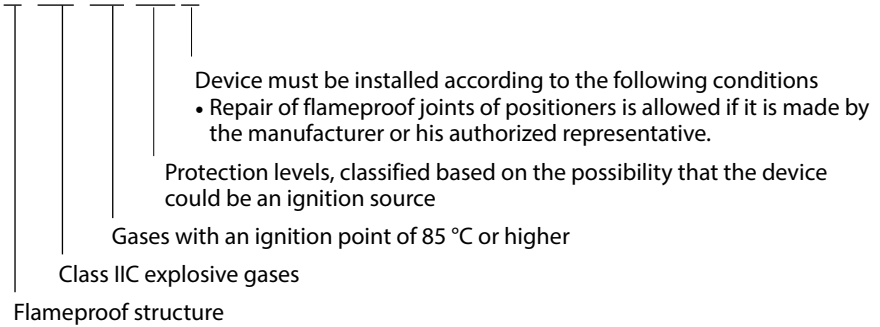 Device must be installed according to the following conditions
• Repair of flameproof joints of positioners is allowed if it is made by
the manufacturer or his authorized representative.
Protection levels, classified based on the possibility that the device
could be an ignition source
Gases with an ignition point of 85 °C or higher
Class IIC explosive gases
Flameproof structure